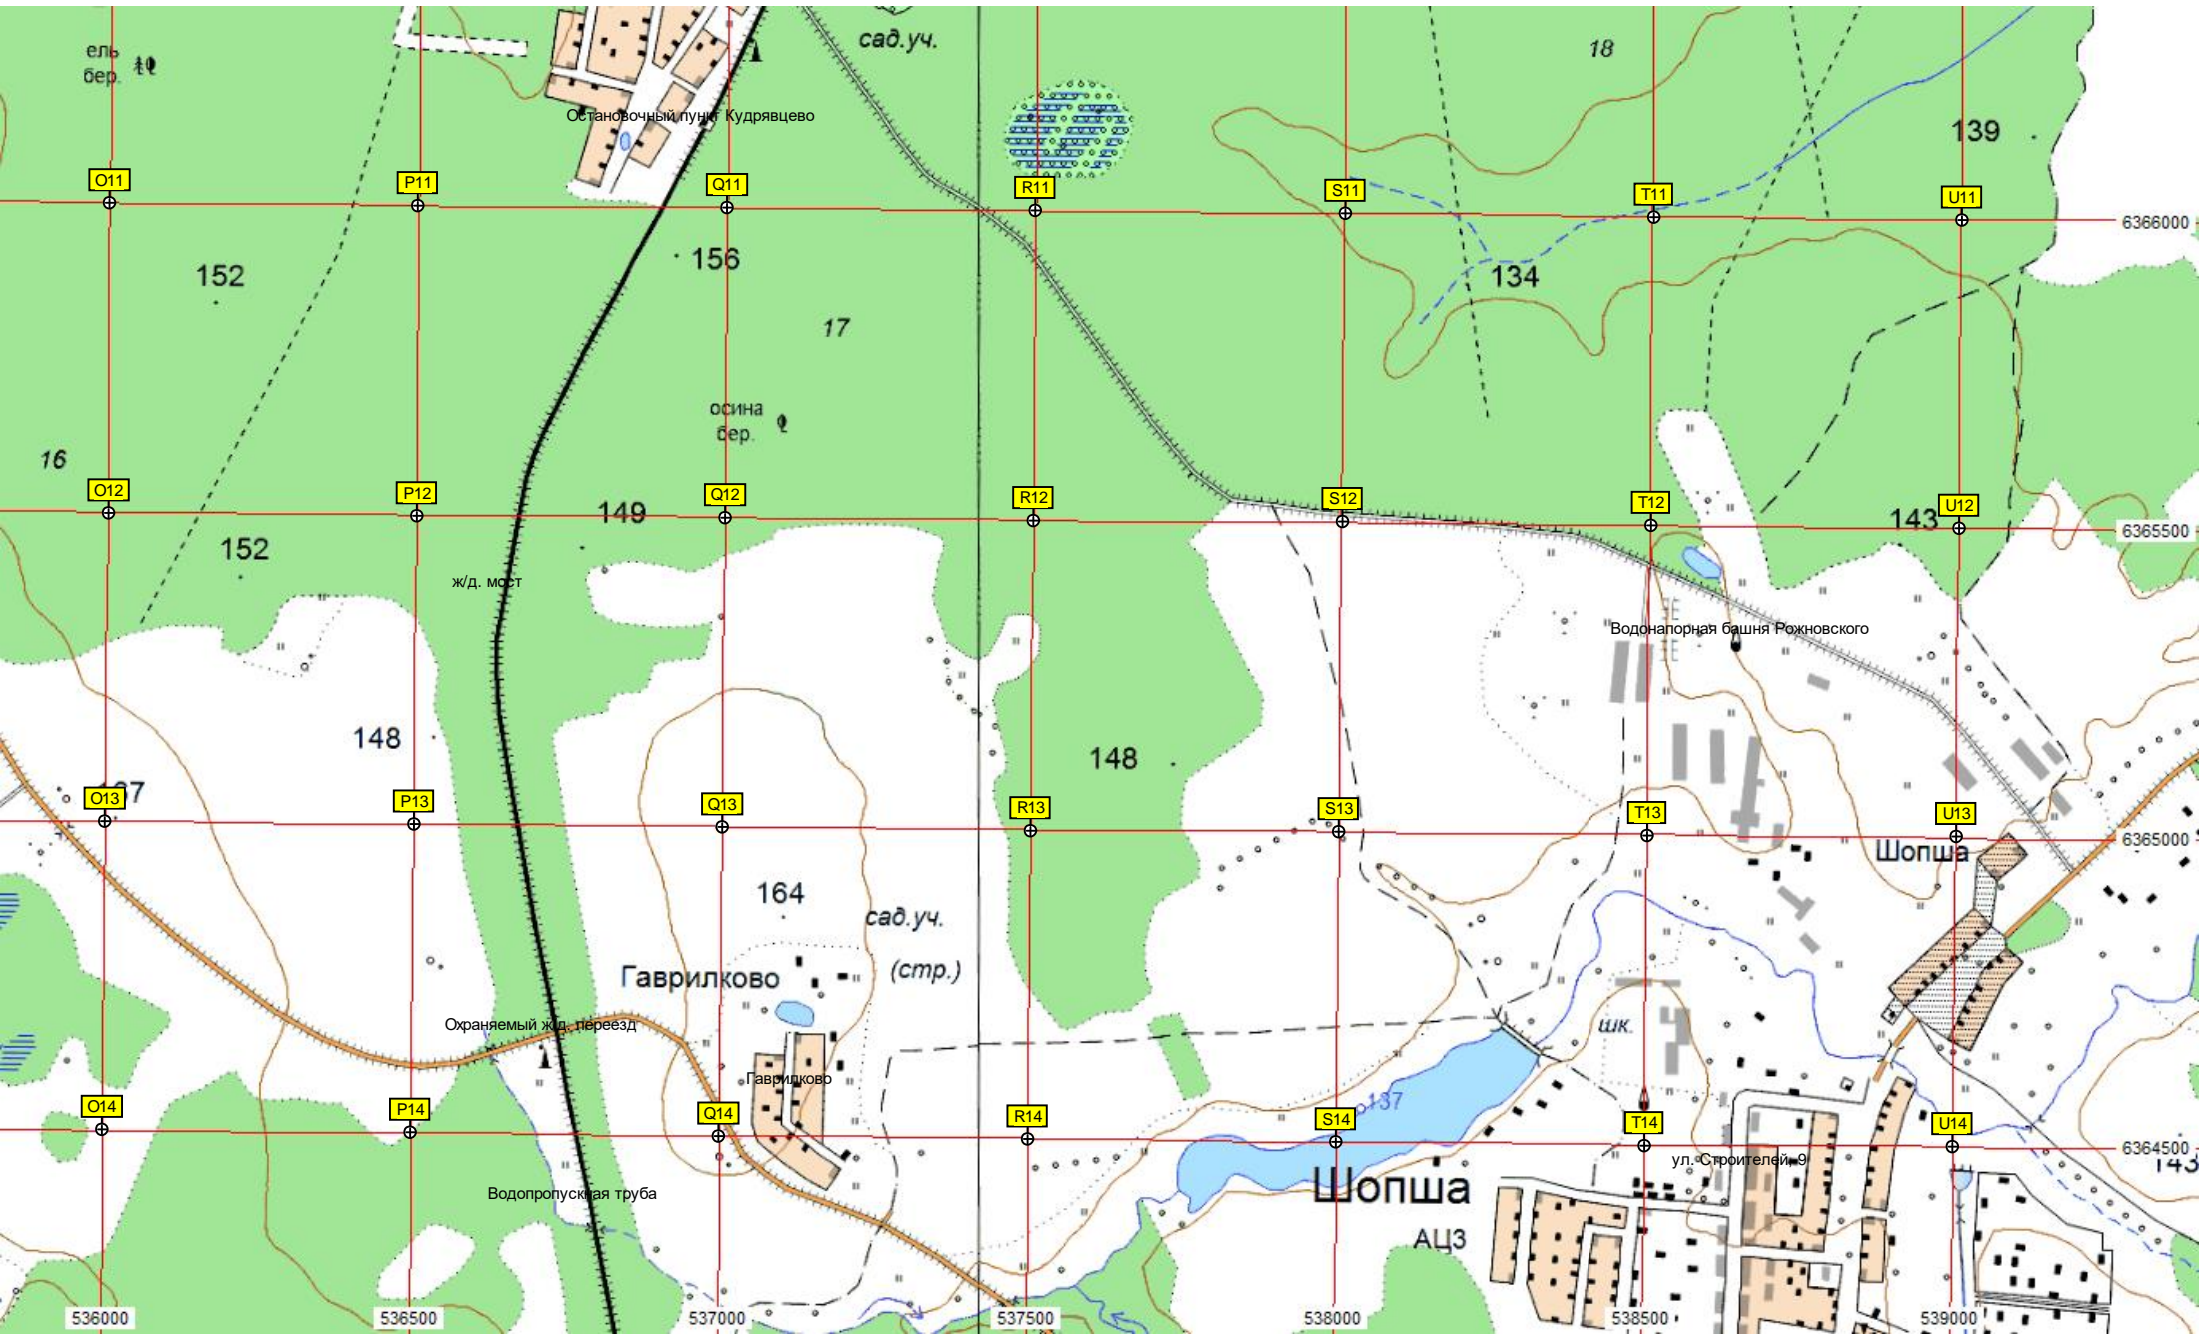 сад.уч.
18
ель
бер.
Остановочный пункт Кудрявцево
139
O11
P11
Q11
R11
S11
T11
U11
6366000
156
152
134
17
осина
бер.
16
O12
P12
Q12
R12
S12
T12
U12
149
143
6365500
152
ж/д. мост
Водонапорная башня Рожновского
148
148
O13
P13
Q13
R13
S13
T13
U13
6365000
Шопша
164
сад.уч.
(стр.)
Гаврилково
Охраняемый ж/д. переезд
шк.
Гаврилково
137
O14
P14
Q14
R14
S14
T14
U14
6364500
ул. Строителей, 9
143
Водопропускная труба
Шопша
АЦЗ
536000
536500
537000
537500
538000
538500
539000